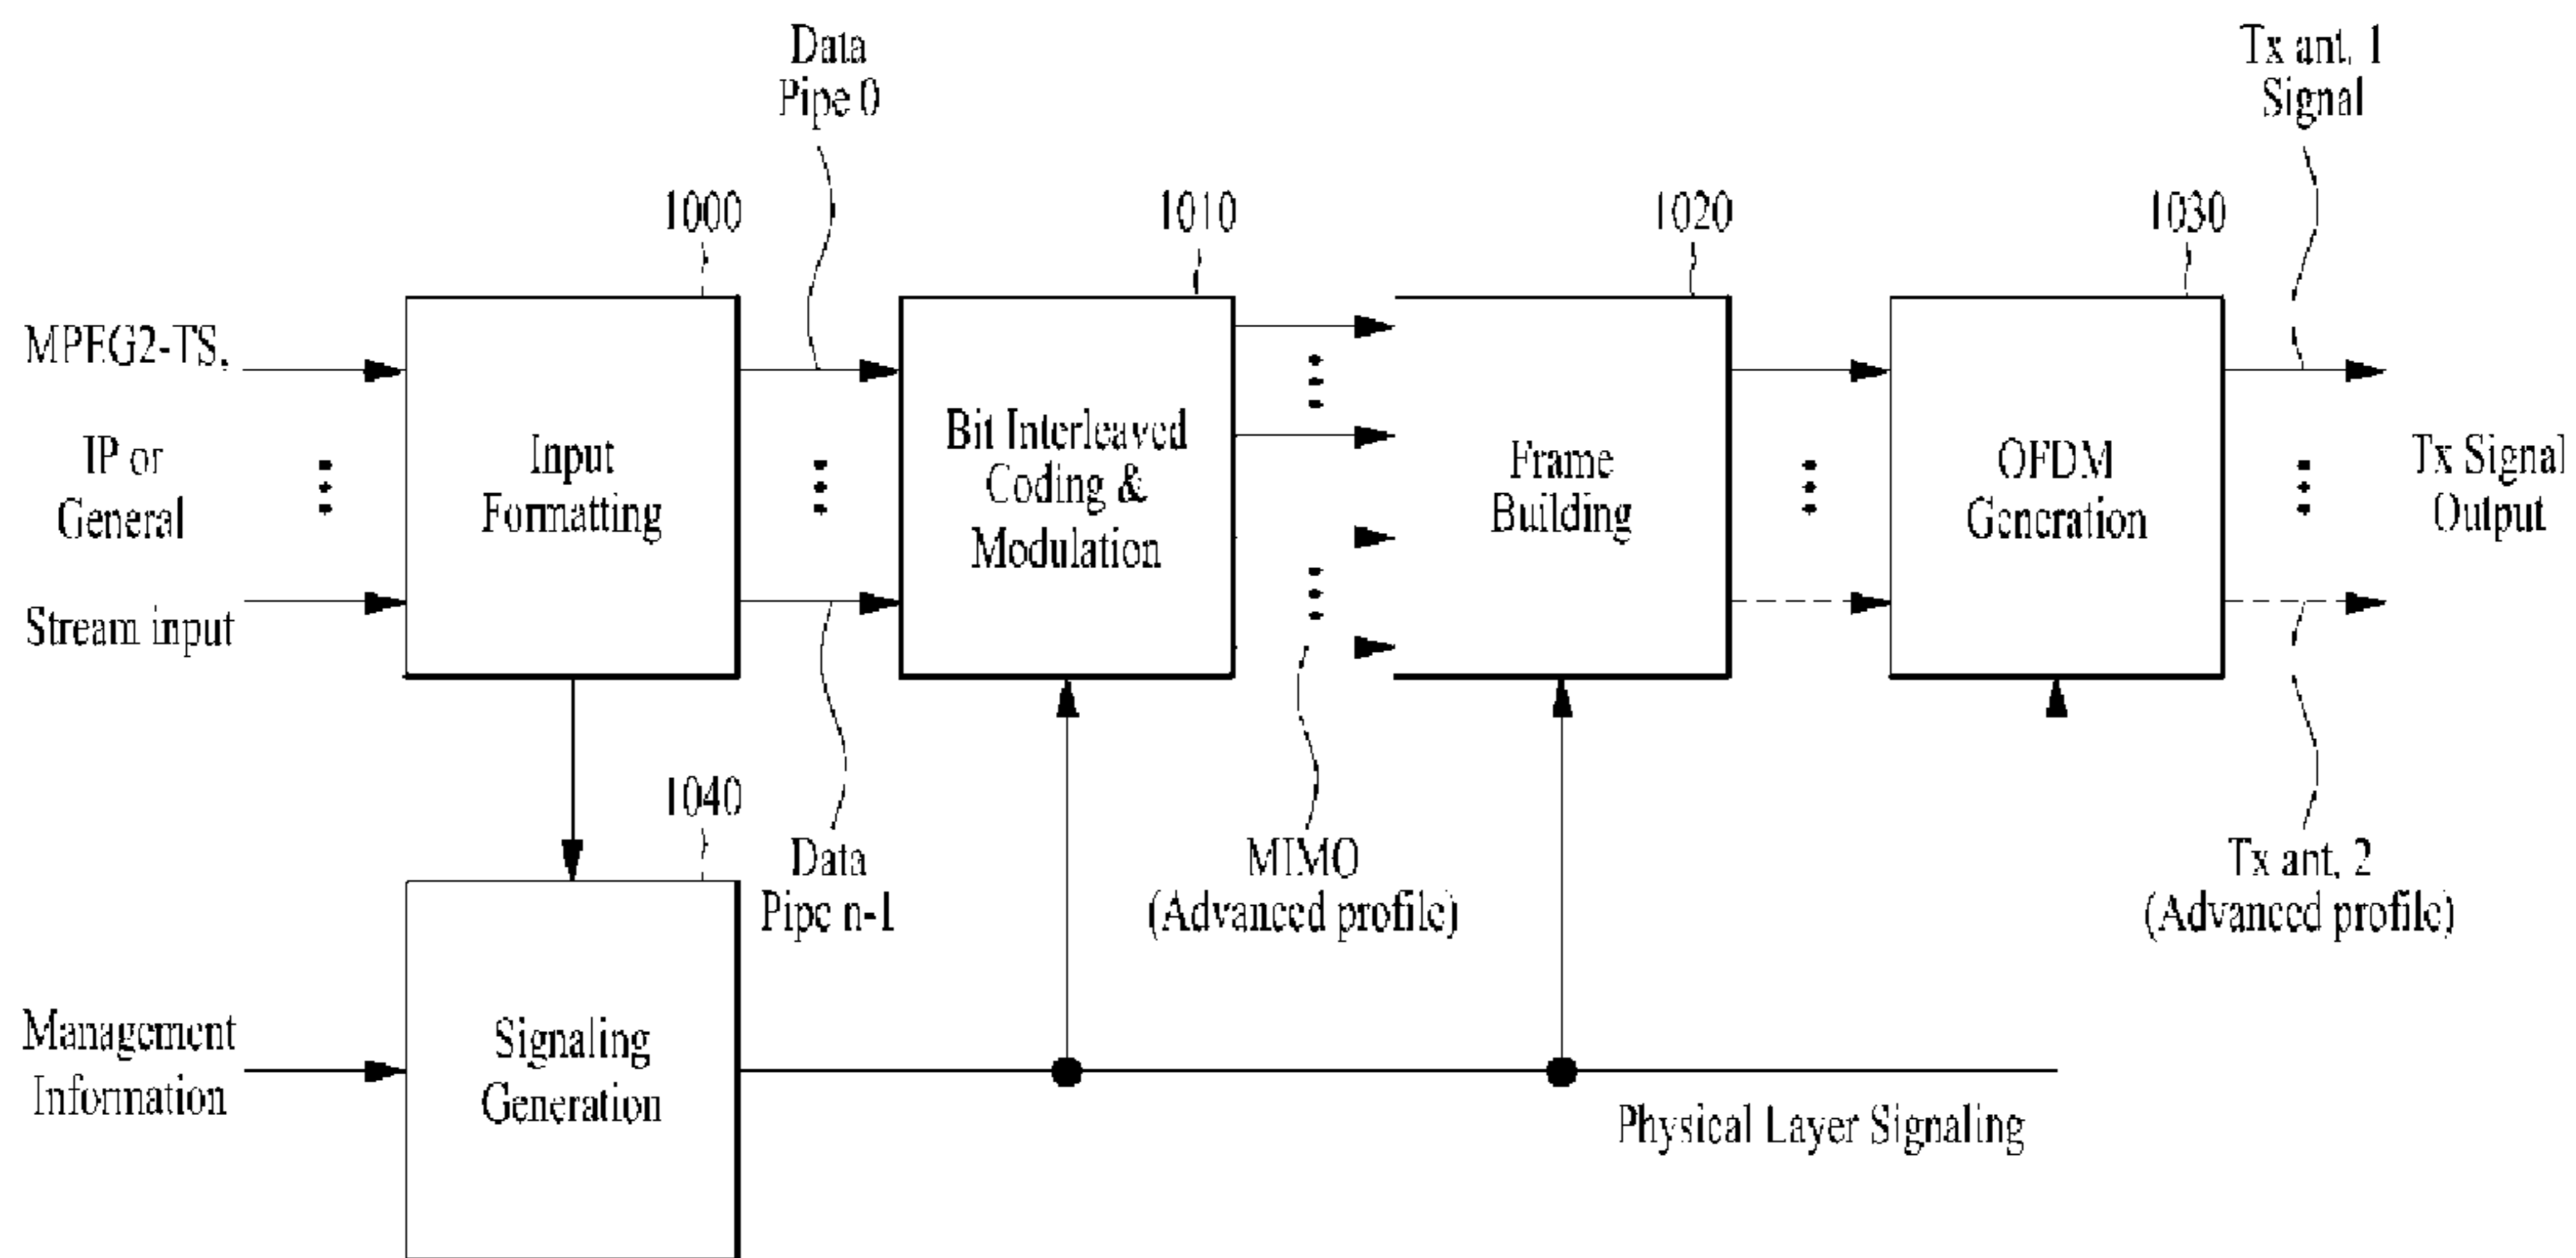 Data
Pipe 0
Tx ant, 1
Signal
1000
1010
1020
1030
MPEG2-TS,
IP or
General
Stream input
Input
Formatting
Bit Interleaved
Coding &
Modulation
Frame
Building
OFDM
Generation
Tx Signal
Output
1040
Data
Pipe n-1
MIMO
(Advanced profile)
Tx ant, 2
(Advanced profile)
Management
Information
Signaling
Generation
Physical Layer Signaling